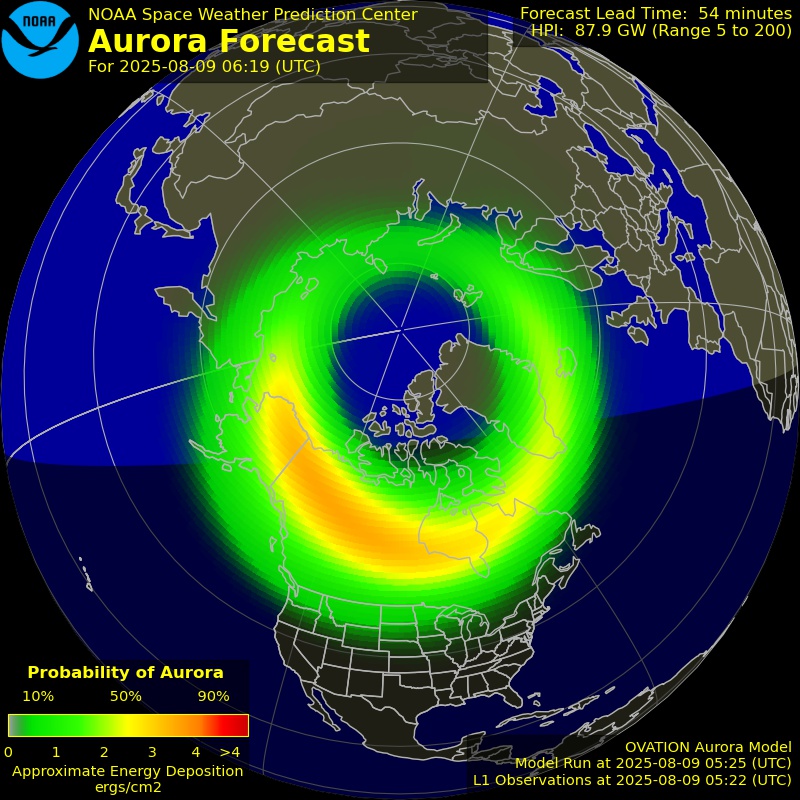 NOAA
NOAA Space Weather Prediction Center
Aurora Forecast
For 2025-08-09 06:19 (UTC)
Forecast Lead Time: 54 minutes
HPI: 87.9 GW (Range 5 to 200)
Probability of Aurora
10% 50% 90%
0 1 2 3 4 >4
Approximate Energy Deposition
ergs/cm2
OVATION Aurora Model
Model Run at 2025-08-09 05:25 (UTC)
L1 Observations at 2025-08-09 05:22 (UTC)